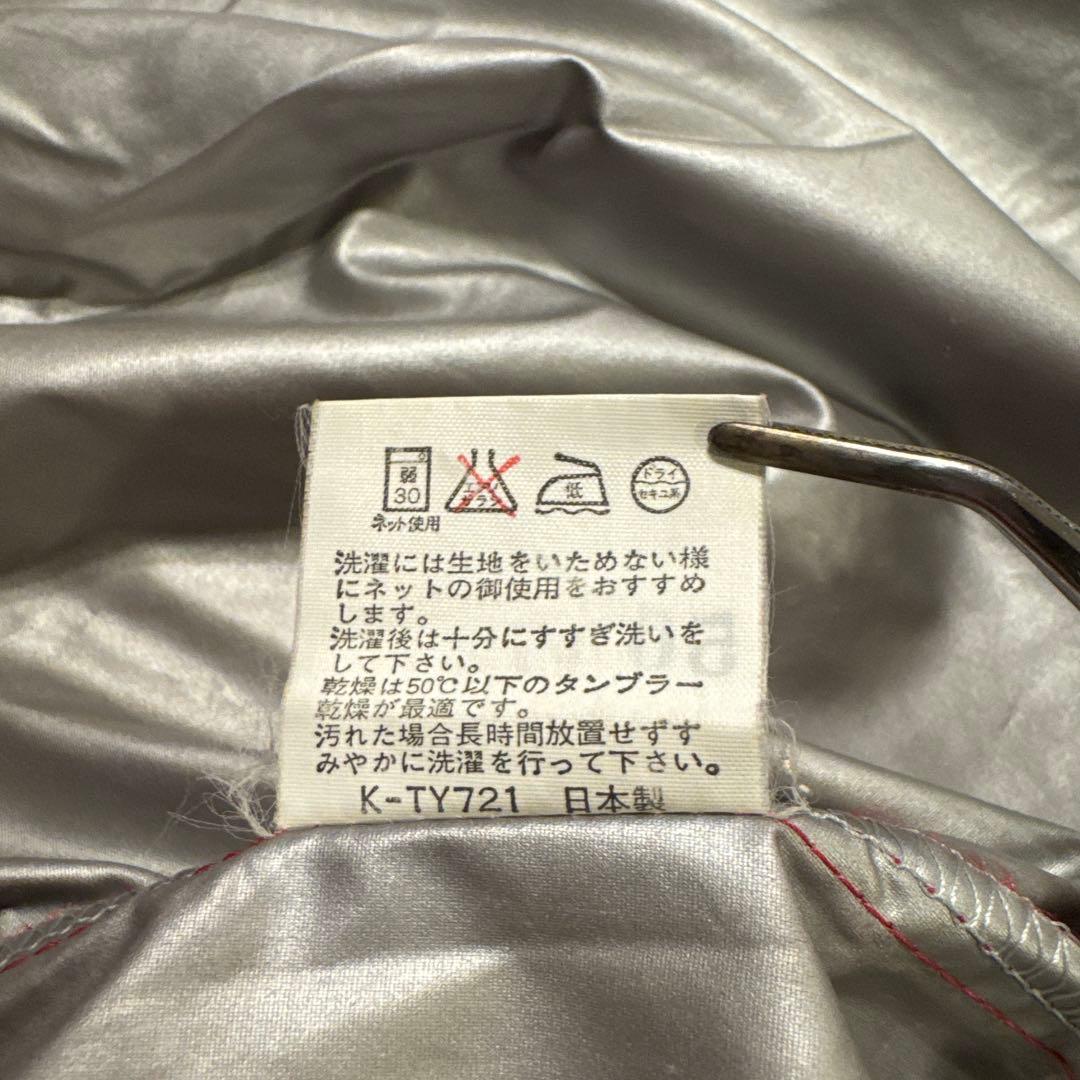 弱
30
ネット使用
エンソ
サラシ
低
ドライ
セキユ系
洗濯には生地をいためない様
にネットの御使用をおすすめ
します。
洗濯後は十分にすすぎ洗いを
して下さい。
乾燥は50℃以下のタンブラー
乾燥が最適です。
汚れた場合長時間放置せずす
みやかに洗濯を行って下さい。
K-TY721 日本製